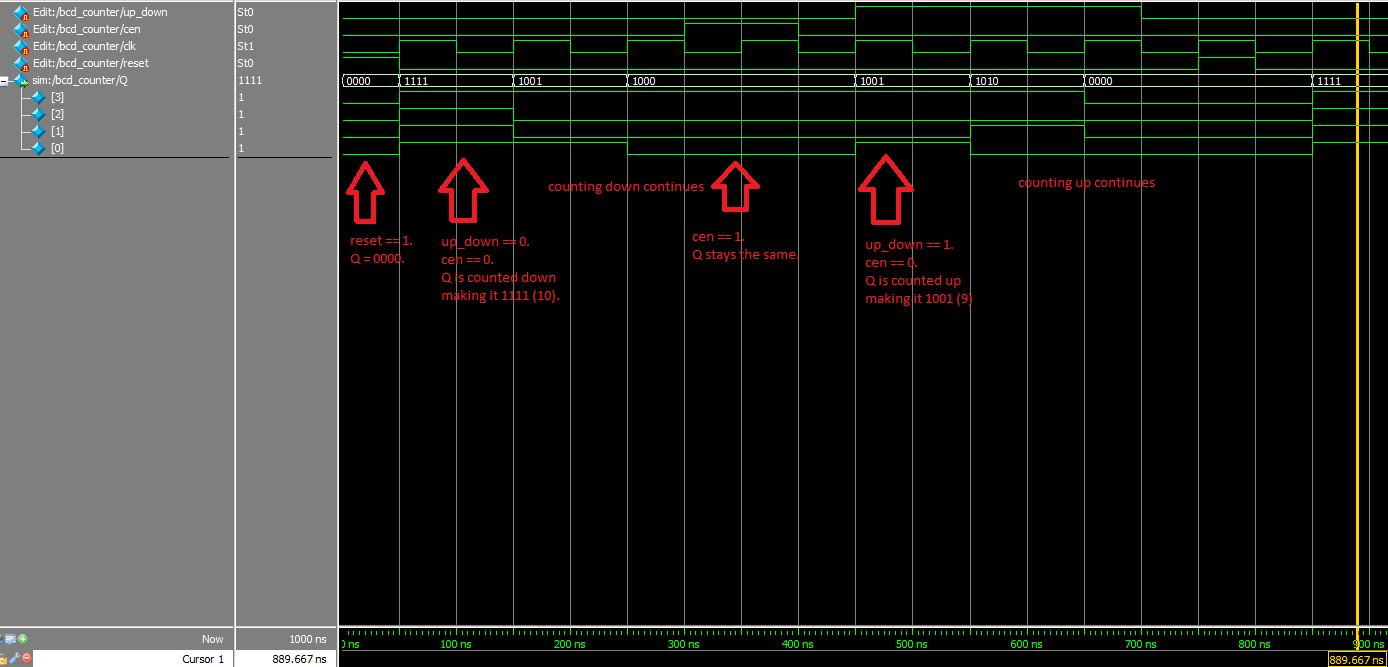 Edit:/bcd_counter/up_down St0
Edit:/bcd_counter/cen St0
Edit:/bcd_counter/clk St1
Edit:/bcd_counter/reset St0
sim:/bcd_counter/Q 1111 0000 1111 1001 1000 1001 1010 0000 1111
[3] 1
[2] 1
[1] 1
[0] 1
counting down continues
counting up continues
reset == 1.
Q = 0000.
up_down == 0.
cen == 0.
Q is counted down
making it 1111 (10).
cen == 1.
Q stays the same.
up_down == 1.
cen == 0.
Q is counted up
making it 1001 (9)
Now 1000 ns 100 ns 200 ns 300 ns 400 ns 500 ns 600 ns 700 ns 800 ns
Cursor 1 889.667 ns 889.667 ns